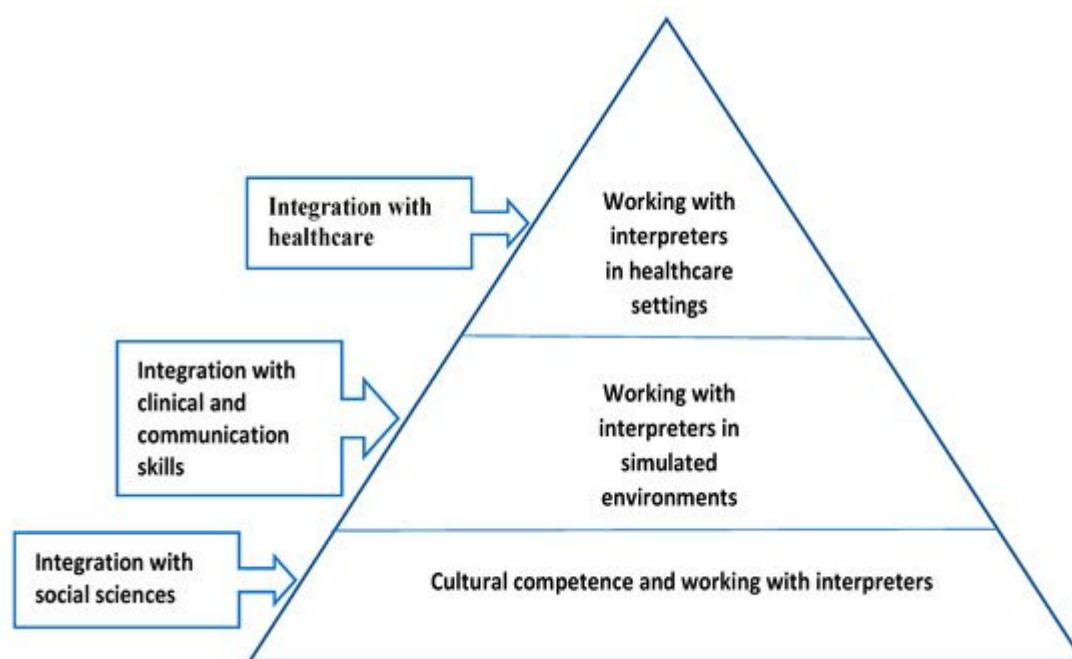 Integration with
healthcare
Working with
interpreters
in healthcare
settings
Integration with
clinical and
communication
skills
Working with
interpreters in
simulated
environments
Integration with
social sciences
Cultural competence and working with interpreters